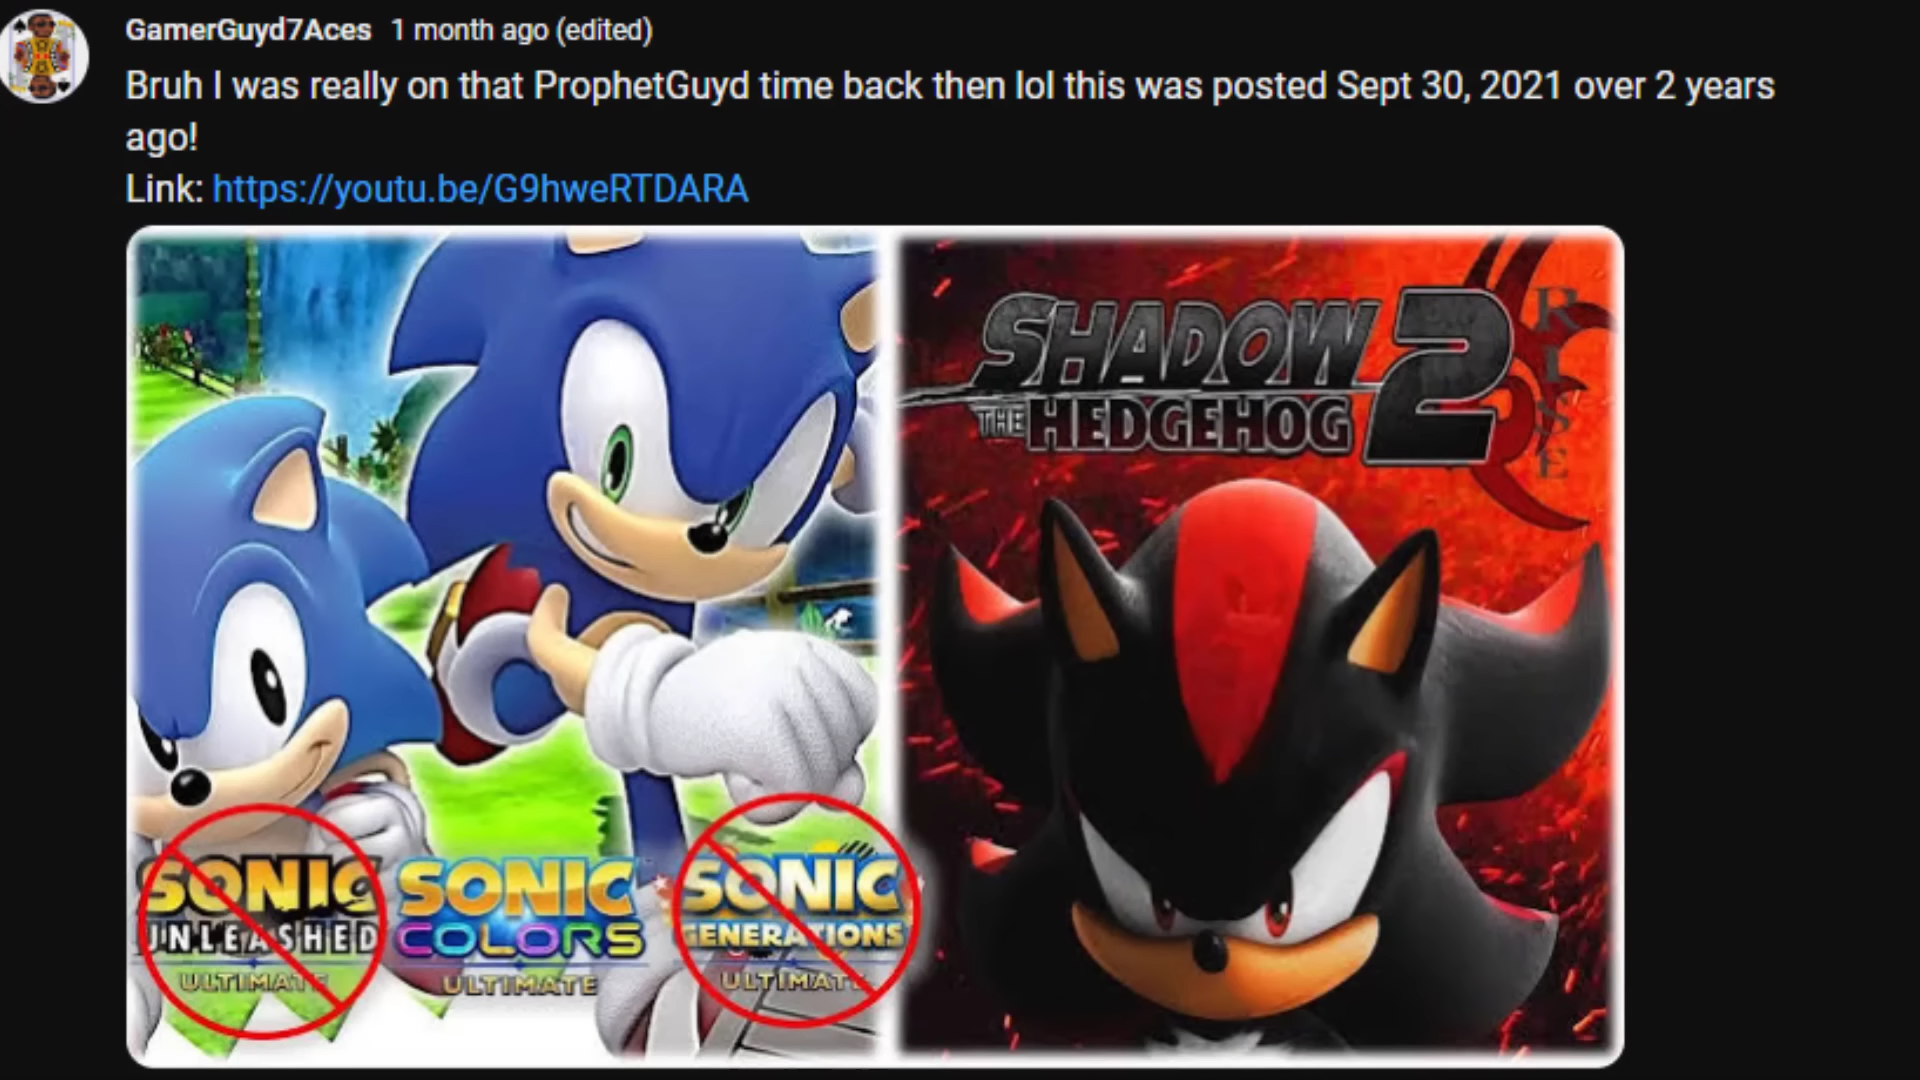 GamerGuyd7Aces 1 month ago (edited)
Bruh I was really on that ProphetGuyd time back then lol this was posted Sept 30, 2021 over 2 years
ago!
Link: https://youtu.be/G9hweRTDARA
SHADOW 2
THE HEDGEHOG
RISE
SONIC
UNLEASHED
ULTIMATE
SONIC
COLORS
ULTIMATE
SONIC
GENERATIONS
ULTIMATE